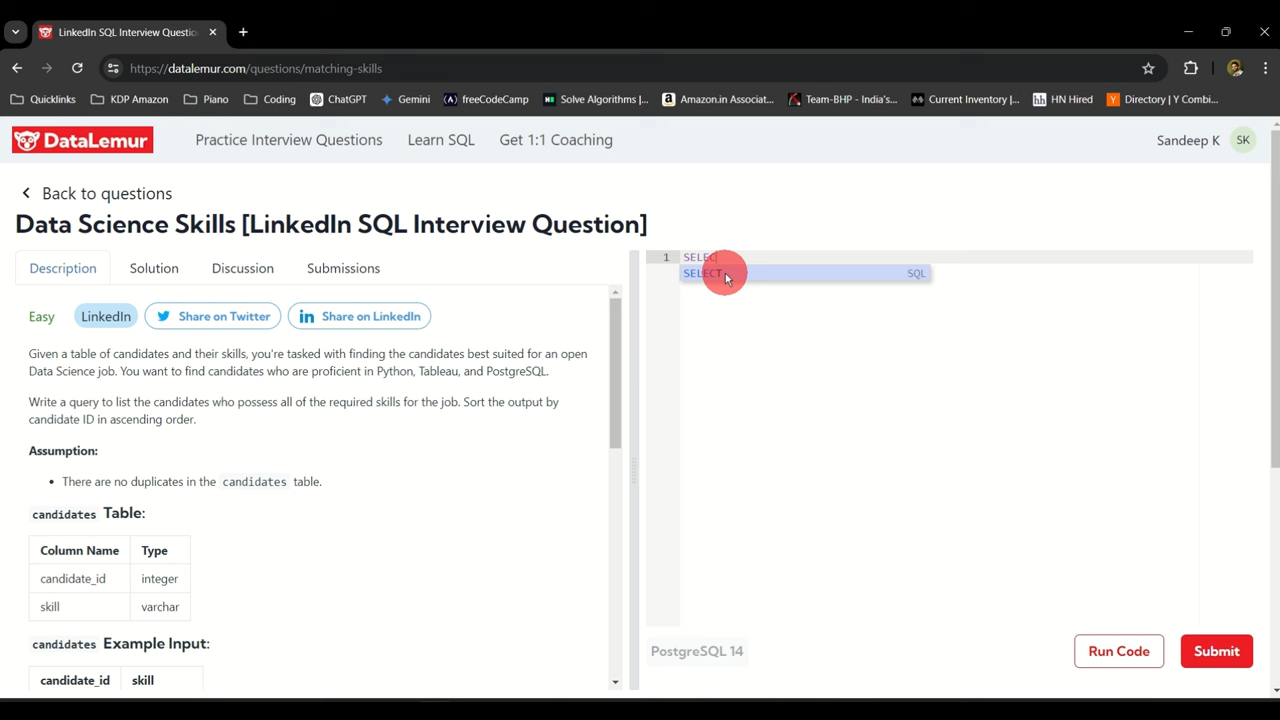 LinkedIn SQL Interview Questio
https://datalemur.com/questions/matching-skills
Quicklinks KDP Amazon Piano Coding ChatGPT Gemini freeCodeCamp Solve Algorithms |... Amazon.in Associat... Team-BHP - India's... Current Inventory |... HN Hired Directory | Y Combi...
DataLemur Practice Interview Questions Learn SQL Get 1:1 Coaching Sandeep K SK
Back to questions
Data Science Skills [LinkedIn SQL Interview Question]
Description Solution Discussion Submissions
1 SELEC
SELECT SQL
Easy LinkedIn Share on Twitter Share on LinkedIn
Given a table of candidates and their skills, you're tasked with finding the candidates best suited for an open
Data Science job. You want to find candidates who are proficient in Python, Tableau, and PostgreSQL.
Write a query to list the candidates who possess all of the required skills for the job. Sort the output by
candidate ID in ascending order.
Assumption:
• There are no duplicates in the candidates table.
candidates Table:
Column Name Type
candidate_id integer
skill varchar
candidates Example Input:
candidate_id skill
PostgreSQL 14 Run Code Submit